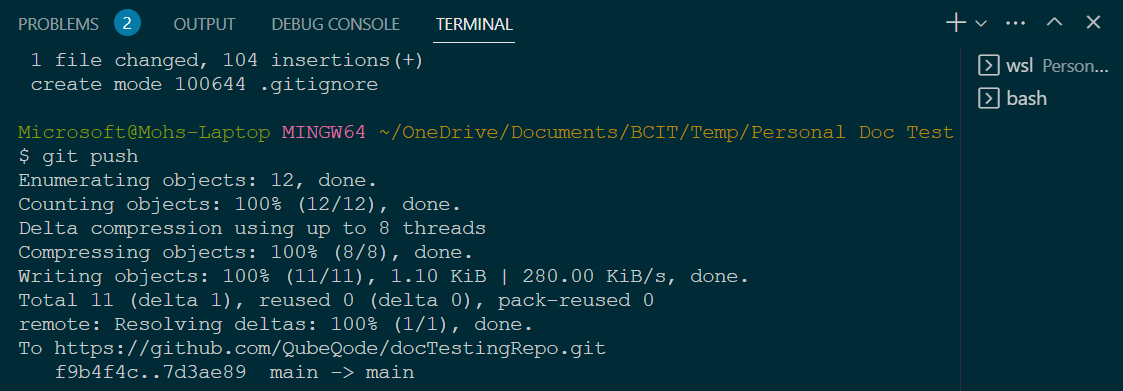 PROBLEMS 2 OUTPUT DEBUG CONSOLE TERMINAL
1 file changed, 104 insertions(+)
create mode 100644 .gitignore
wsl Person...
bash
Microsoft@Mohs-Laptop MINGW64 ~/OneDrive/Documents/BCIT/Temp/Personal Doc Test
$ git push
Enumerating objects: 12, done.
Counting objects: 100% (12/12), done.
Delta compression using up to 8 threads
Compressing objects: 100% (8/8), done.
Writing objects: 100% (11/11), 1.10 KiB | 280.00 KiB/s, done.
Total 11 (delta 1), reused 0 (delta 0), pack-reused 0
remote: Resolving deltas: 100% (1/1), done.
To https://github.com/QubeQode/docTestingRepo.git
f9b4f4c..7d3ae89 main -> main